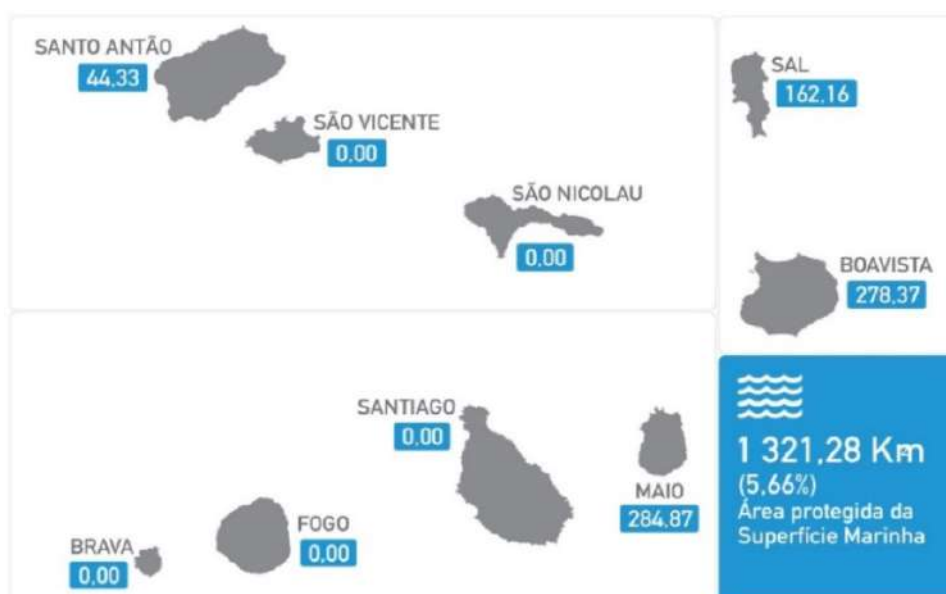 SANTO ANTÃO
44,33
SÃO VICENTE
0,00
SÃO NICOLAU
0,00
SAL
162,16
BOAVISTA
278,37
SANTIAGO
0,00
MAIO
284,87
FOGO
0,00
BRAVA
0,00
1 321,28 Km²
(5,66%)
Área protegida da
Superfície Marinha